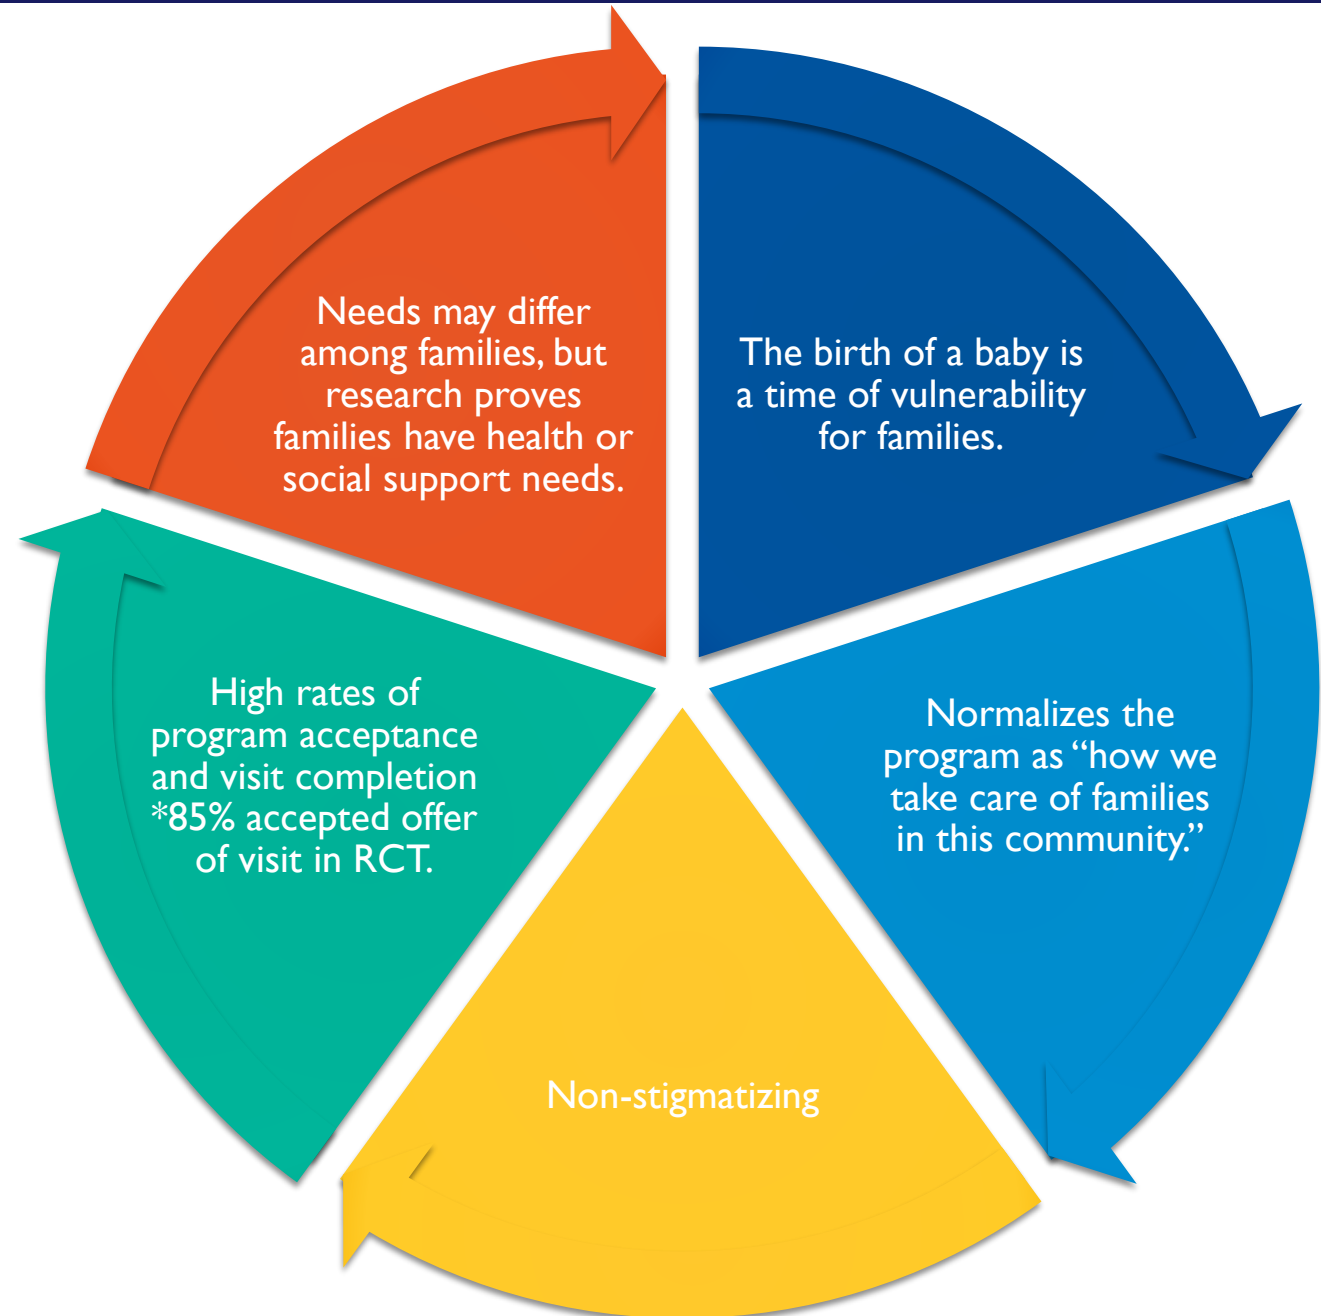 Needs may differ
among families, but
research proves
families have health or
social support needs.
The birth of a baby is
a time of vulnerability
for families.
Normalizes the
program as “how we
take care of families
in this community.”
Non-stigmatizing
High rates of
program acceptance
and visit completion
*85% accepted offer
of visit in RCT.